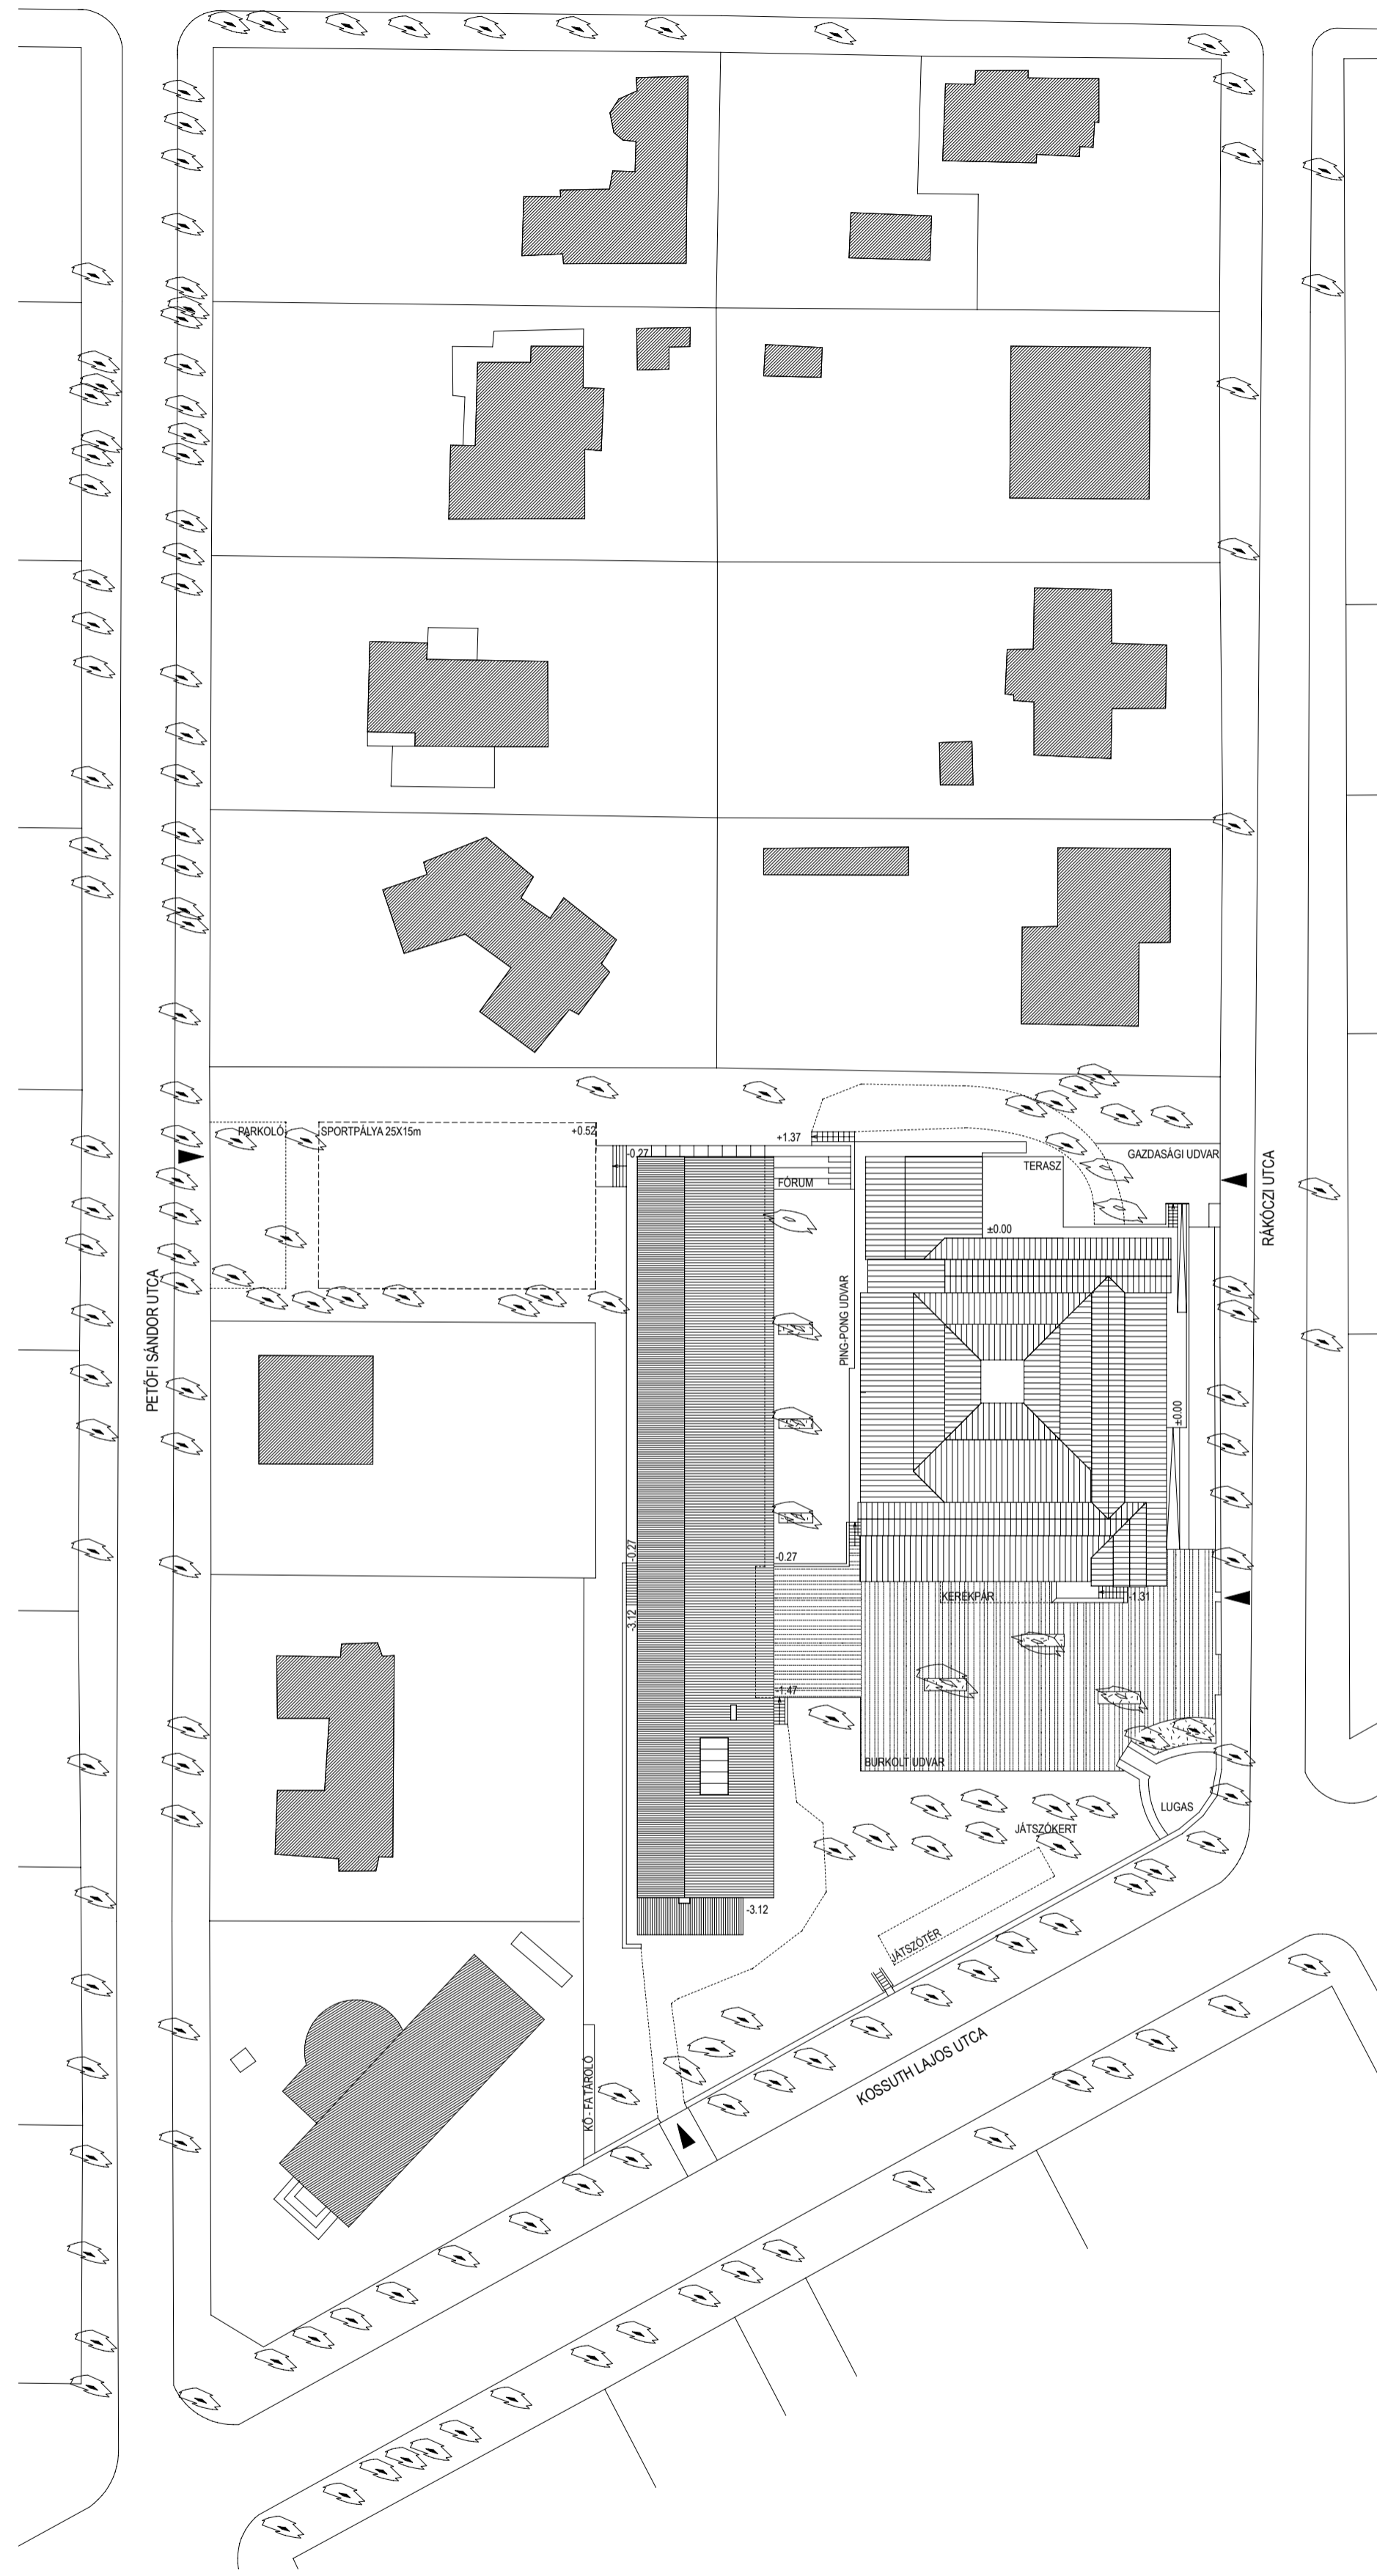 PARKOLÓ
SPORTPÁLYA 25X15m
+0.52
+1.37
-0.27
TERASZ
GAZDASÁGI UDVAR
FÓRUM
±0.00
RÁKÓCZI UTCA
PETŐFI SÁNDOR UTCA
PING-PONG UDVAR
±0.00
-0.27
-0.27
-3.12
KERÉKPÁR
-1.31
-1.47
BURKOLT UDVAR
LUGAS
JÁTSZÓKERT
-3.12
JÁTSZÓTÉR
KŐ - FA TÁROLÓ
KOSSUTH LAJOS UTCA